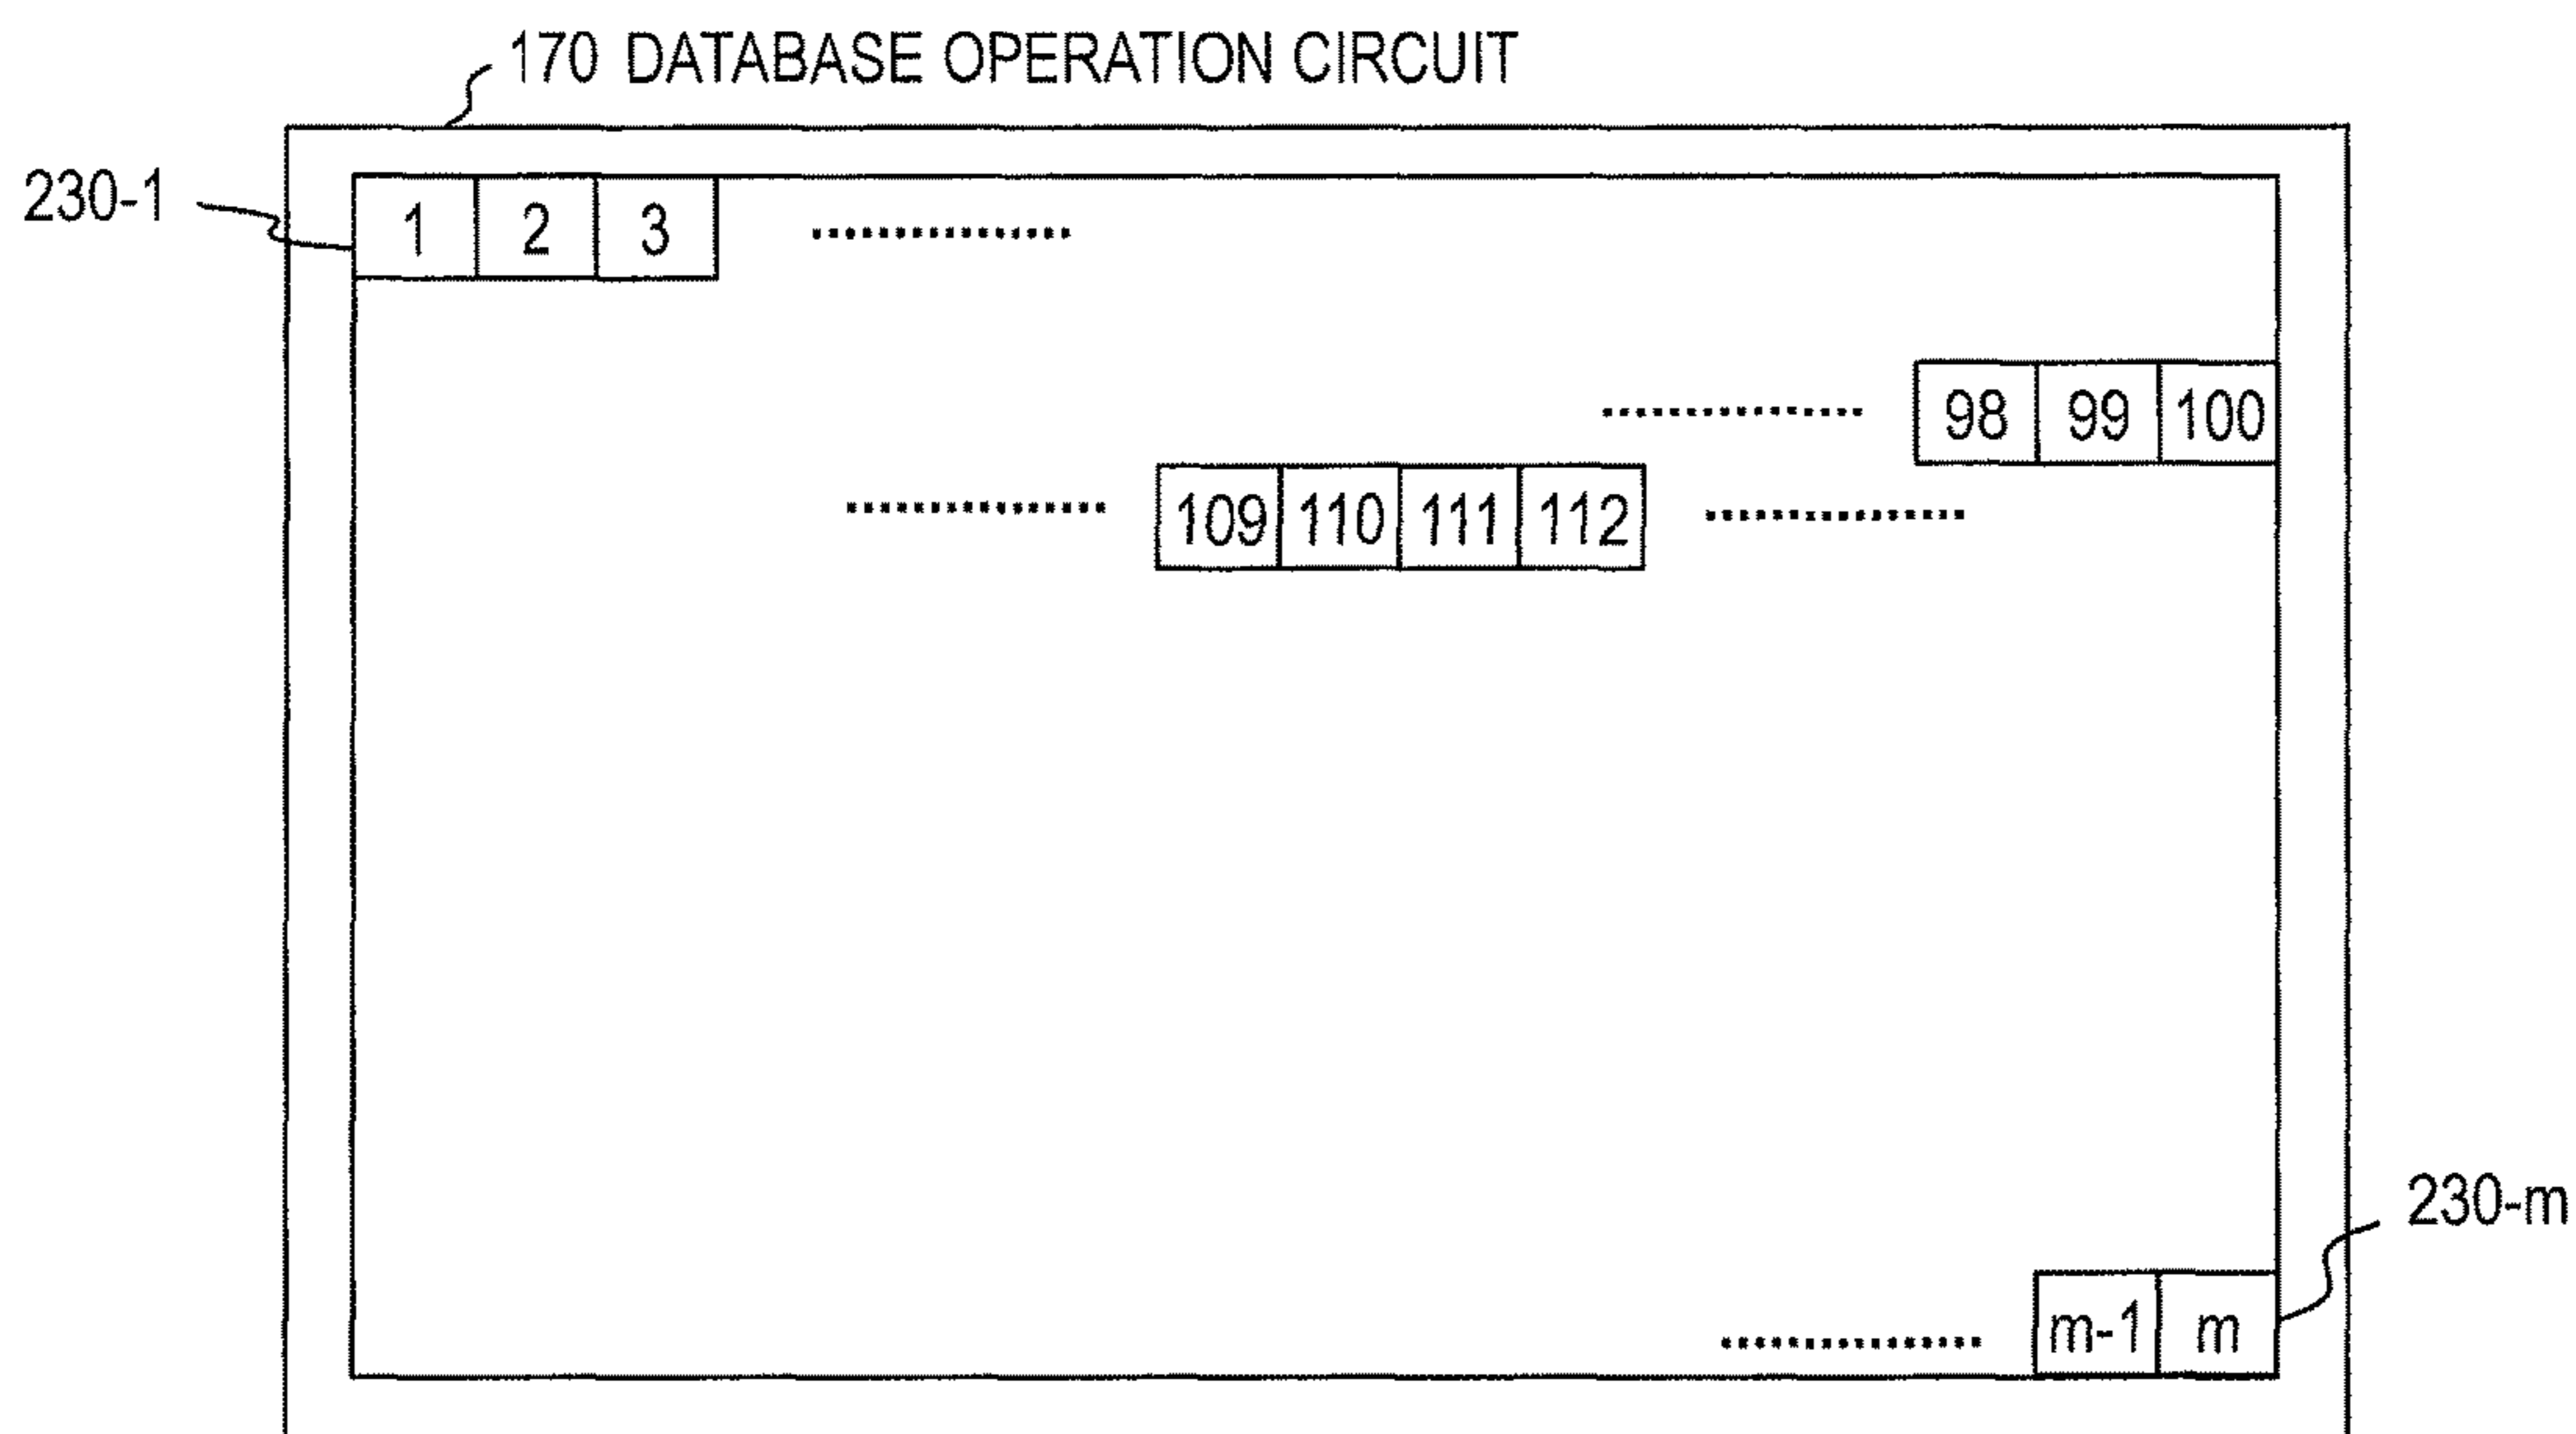 170 DATABASE OPERATION CIRCUIT
230-1
1 2 3
98 99 100
109 110 111 112
230-m
m-1 m